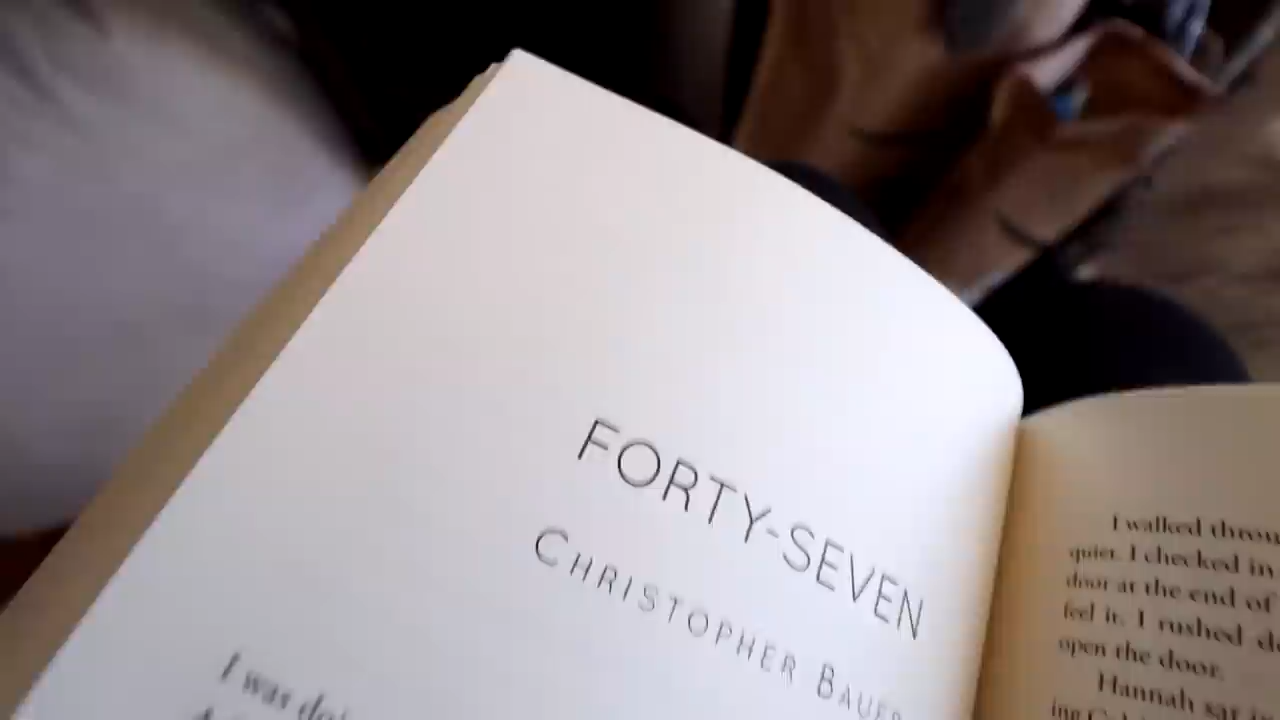 FORTY-SEVEN
CHRISTOPHER BAUER
I was
I walked
quiet. I checked in
door at the end of
feel it. I rushed
open the door.
Hannah sat